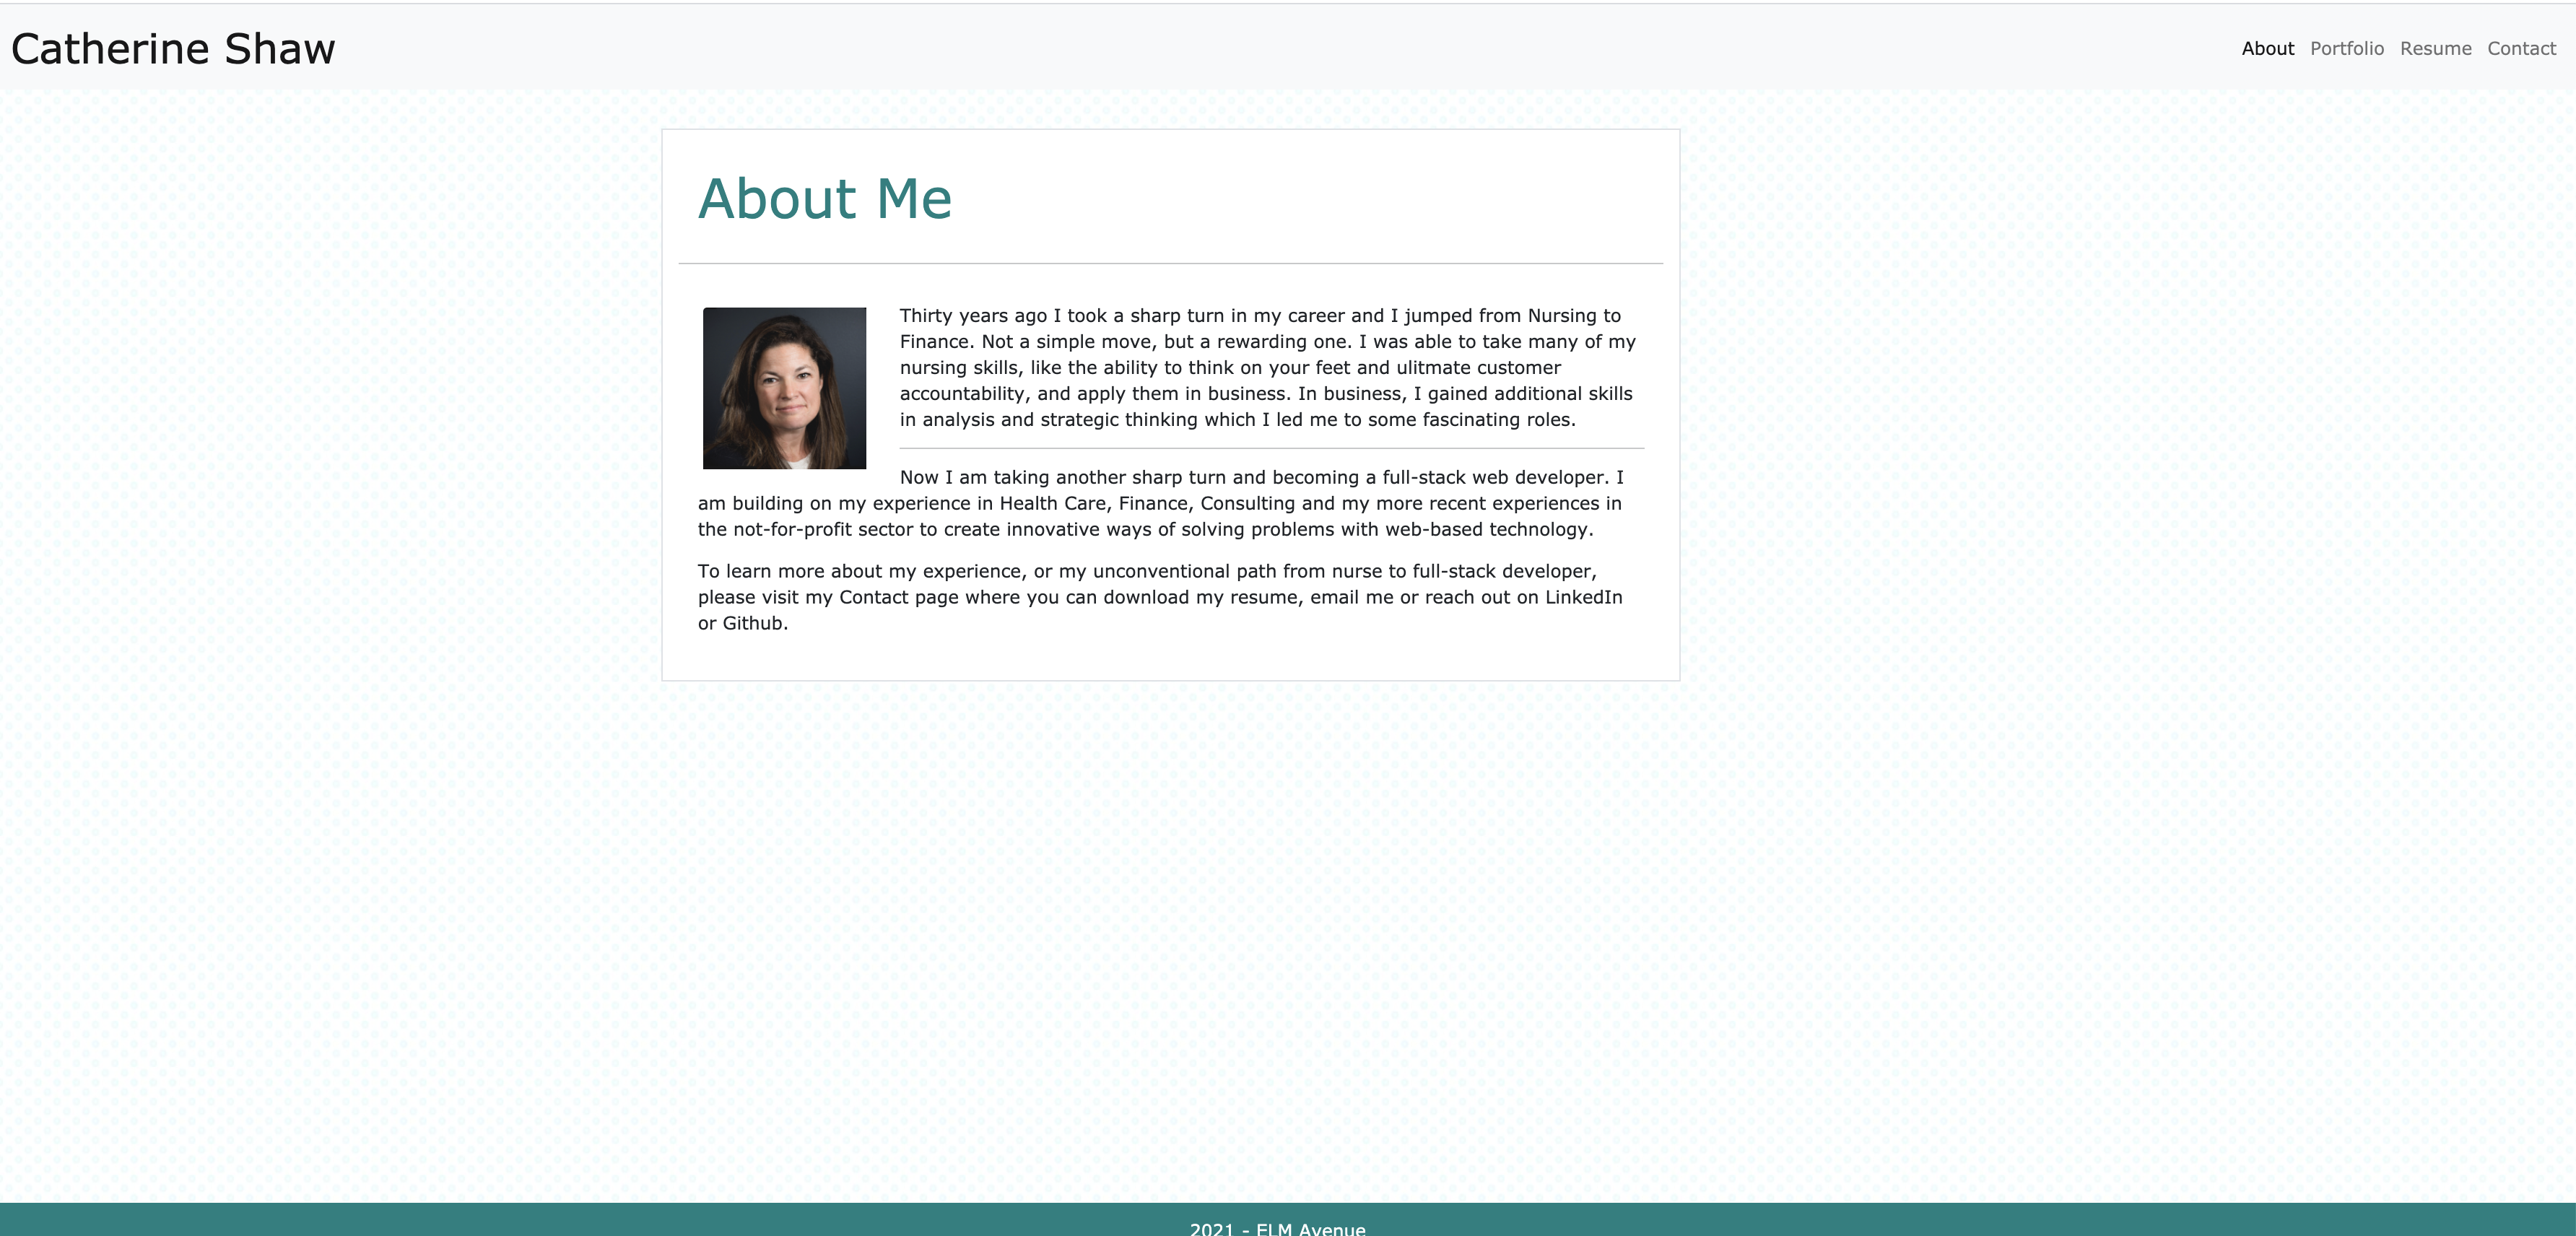 Catherine Shaw
About Portfolio Resume Contact
About Me
Thirty years ago I took a sharp turn in my career and I jumped from Nursing to
Finance. Not a simple move, but a rewarding one. I was able to take many of my
nursing skills, like the ability to think on your feet and ulitmate customer
accountability, and apply them in business. In business, I gained additional skills
in analysis and strategic thinking which I led me to some fascinating roles.
Now I am taking another sharp turn and becoming a full-stack web developer. I
am building on my experience in Health Care, Finance, Consulting and my more recent experiences in
the not-for-profit sector to create innovative ways of solving problems with web-based technology.
To learn more about my experience, or my unconventional path from nurse to full-stack developer,
please visit my Contact page where you can download my resume, email me or reach out on LinkedIn
or Github.
2021 - ELM Avenue